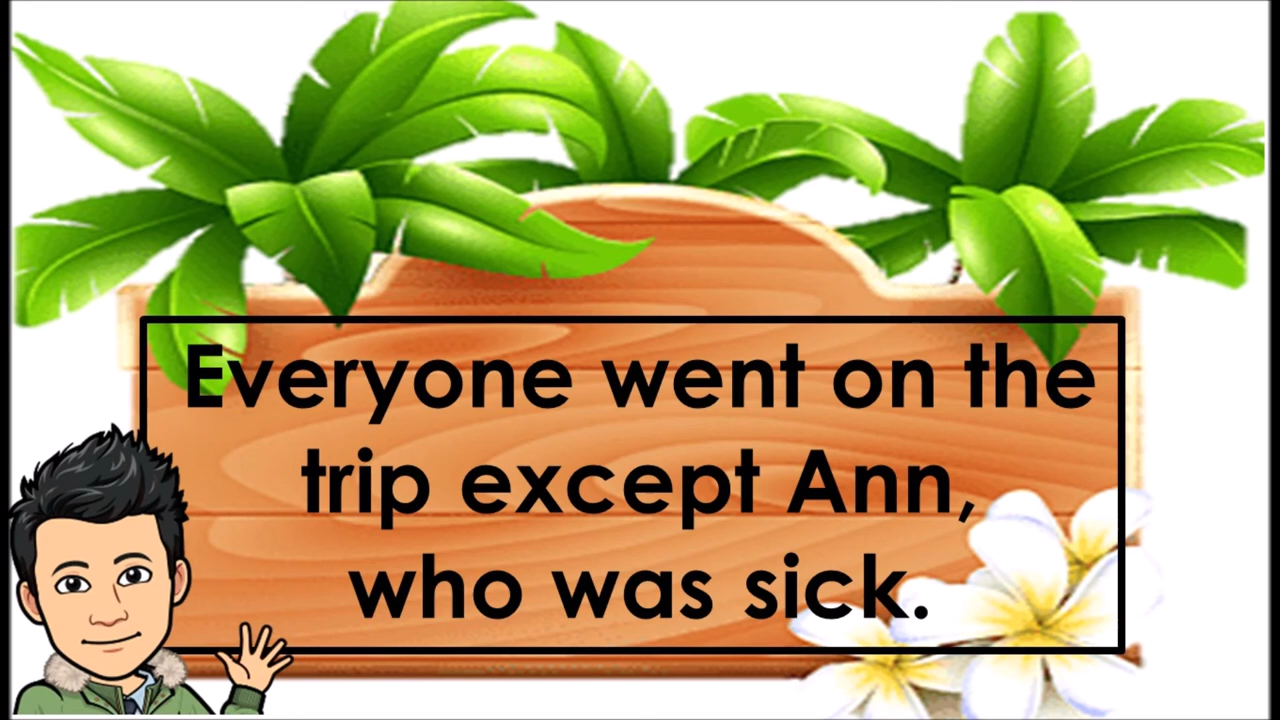 Everyone went on the
trip except Ann,
who was sick.